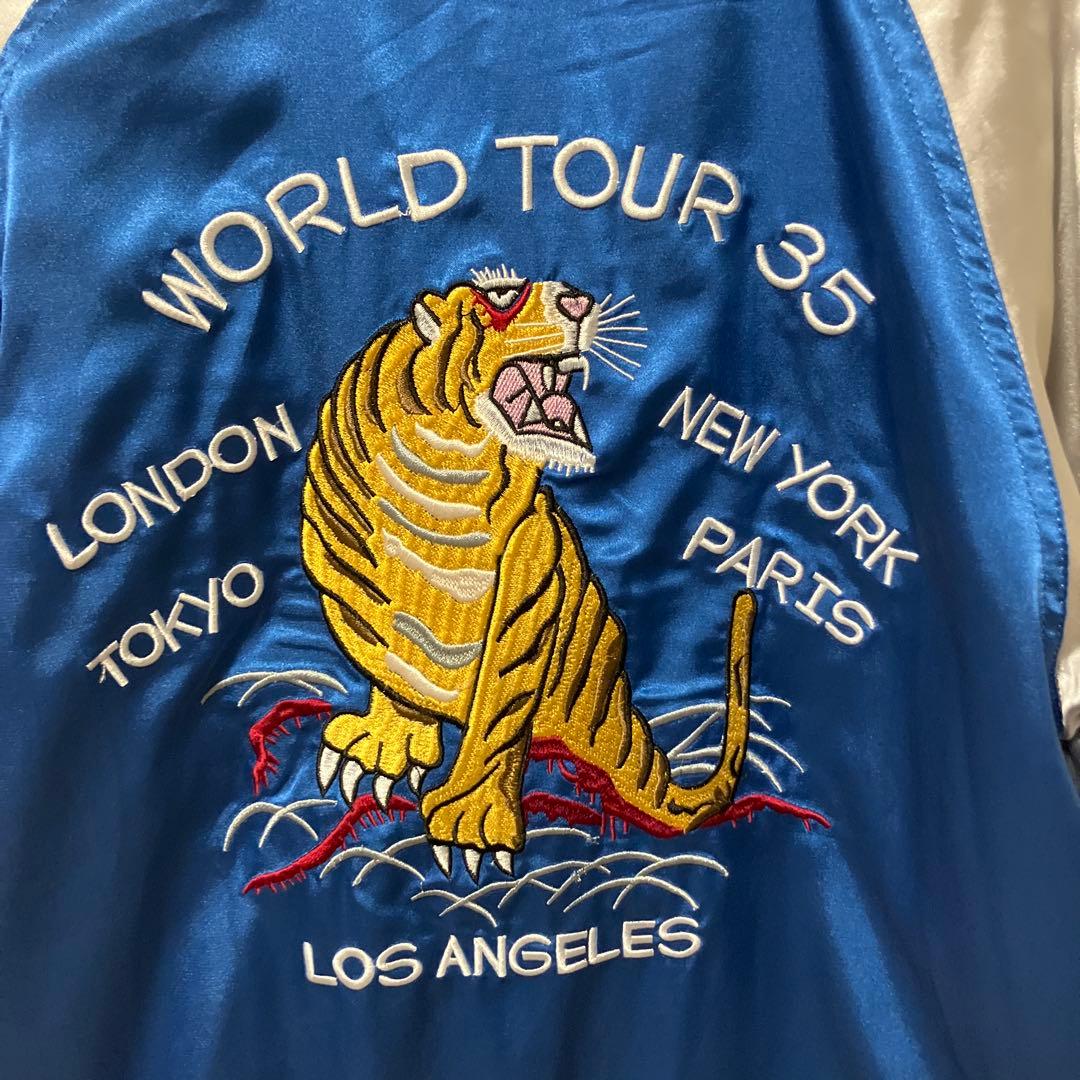 WORLD TOUR 35
LONDON
NEW YORK
TOKYO
PARIS
LOS ANGELES